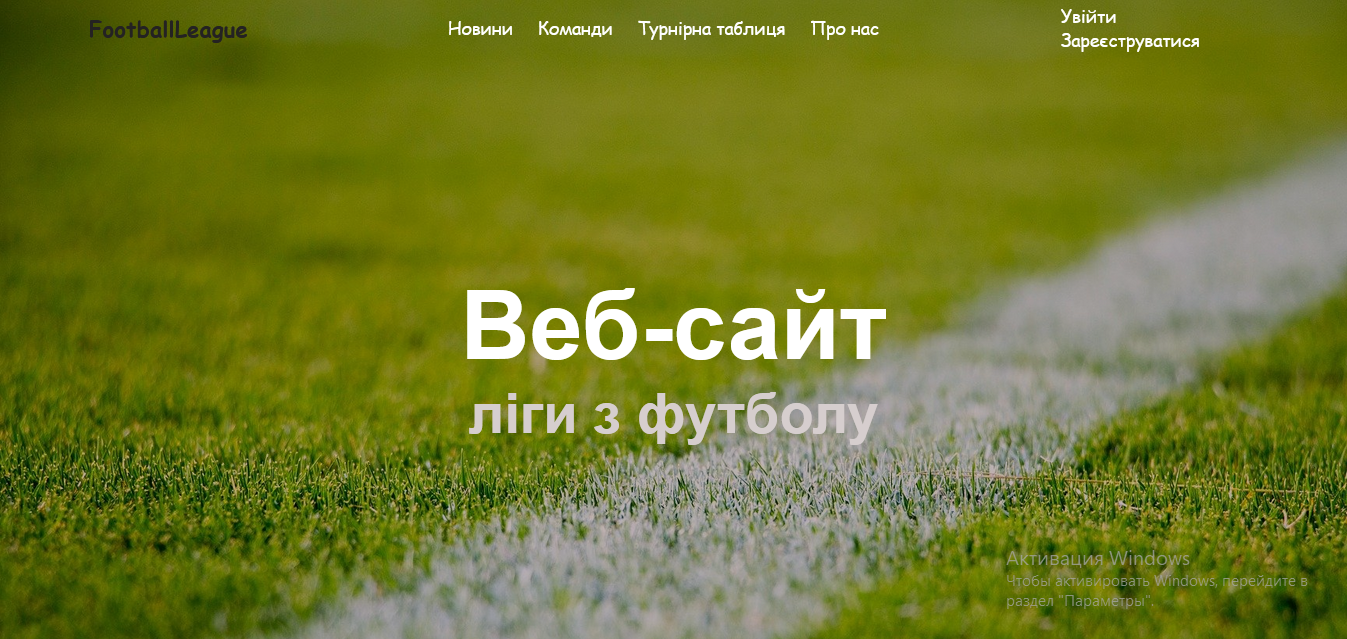 FootballLeague
Новини Команди Турнірна таблиця Про нас
Увійти
Зареєструватися
Веб-сайт
ліги з футболу
Активация Windows
Чтобы активировать Windows, перейдите в
раздел "Параметры".